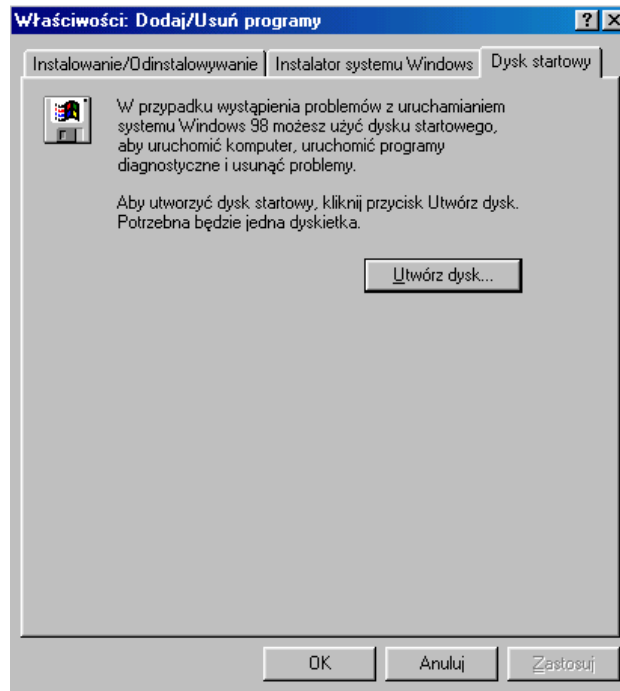 Właściwości: Dodaj/Usuń programy
Instalowanie/Odinstalowywanie
Instalator systemu Windows
Dysk startowy
W przypadku wystąpienia problemów z uruchamianiem
systemu Windows 98 możesz użyć dysku startowego,
aby uruchomić komputer, uruchomić programy
diagnostyczne i usunąć problemy.
Aby utworzyć dysk startowy, kliknij przycisk Utwórz dysk.
Potrzebna będzie jedna dyskietka.
Utwórz dysk...
OK
Anuluj
Zastosuj